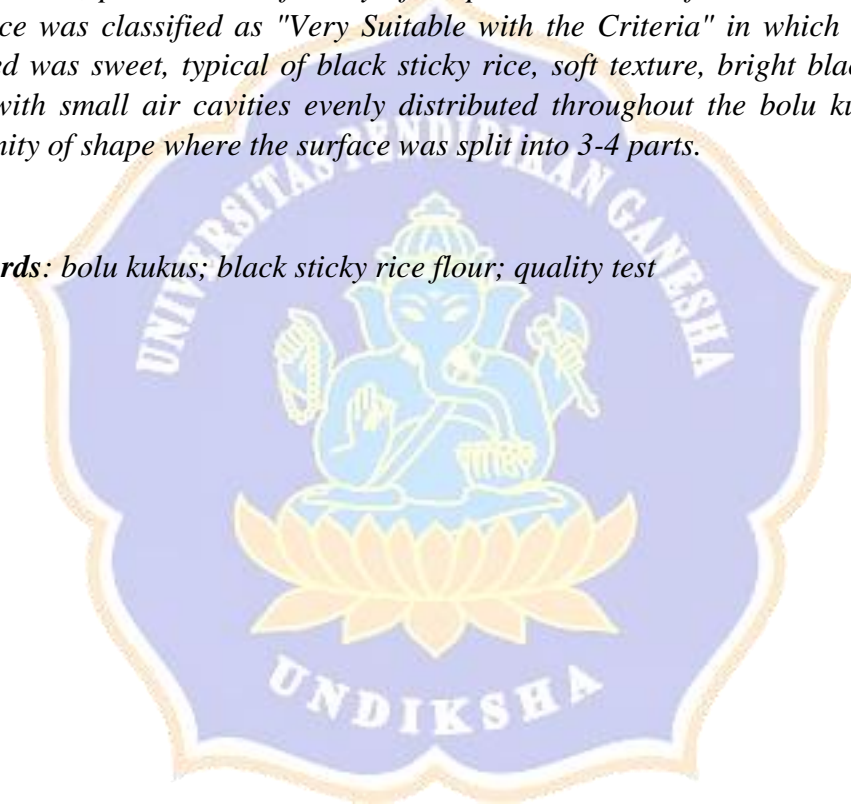 ce was classified as "Very Suitable with the Criteria" in which
ed was sweet, typical of black sticky rice, soft texture, bright blac
with small air cavities evenly distributed throughout the bolu ku
nity of shape where the surface was split into 3-4 parts.
rds: bolu kukus; black sticky rice flour; quality test
UNIVERSITAS PENDIDIKAN GANESHA
UNDIKSHA